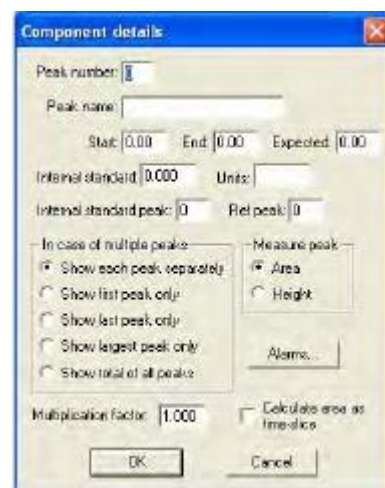 Component details
Peak number: 0
Peak name:
Start: 0.00 End: 0.00 Expected: 0.00
Internal standard: 0.000 Units:
Internal standard peak: 0 Ref peak: 0
In case of multiple peaks
Measure peak
Show each peak separately
Area
Show first peak only
Height
Show last peak only
Show largest peak only
Alarms...
Show total of all peaks
Multiplication factor: 1.000
Calculate area as
time-slice
OK Cancel